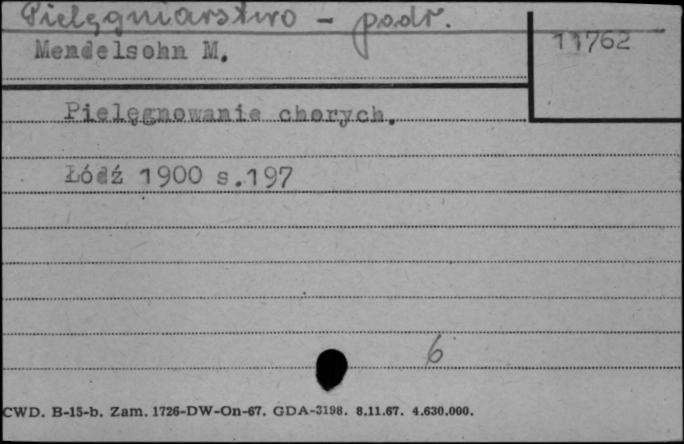 Pielęgniarstwo - podr.
Mendelsohn M.
11762
Pielęgnowanie chorych.
Łódź 1900 s.197
6
CWD. B-15-b. Zam. 1726-DW-On-67. GDA-3198. 8.11.67. 4.630.000.